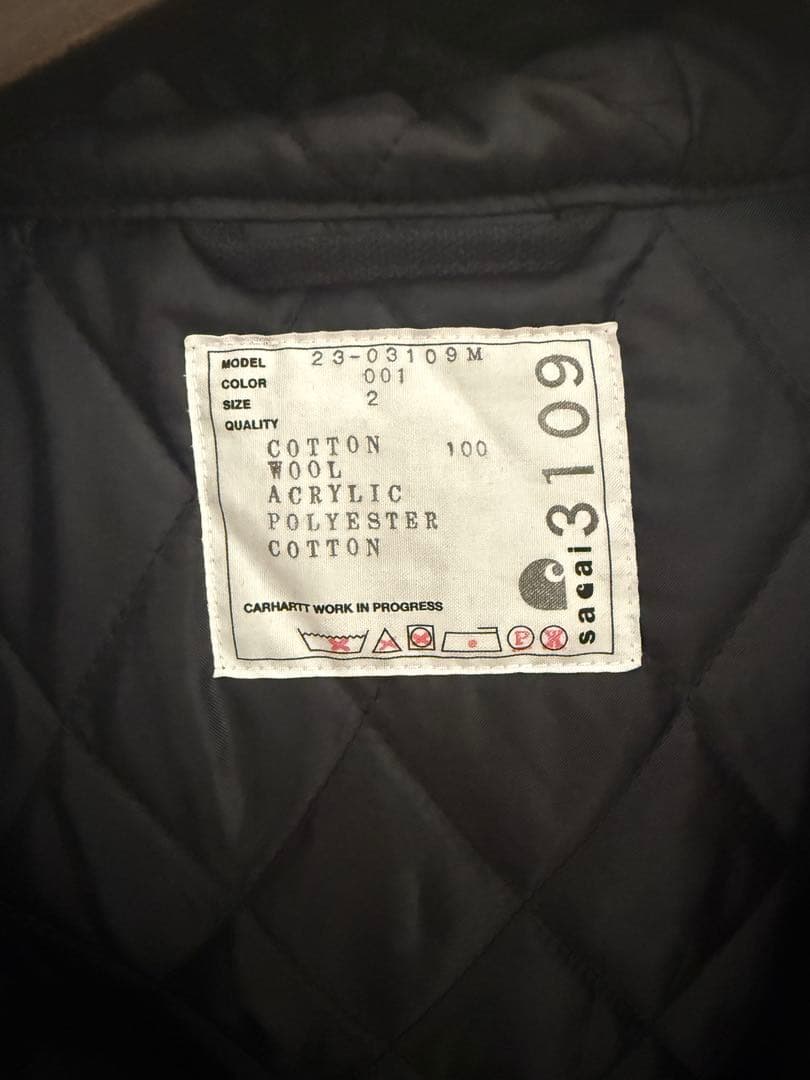 MODEL 23-03109M
COLOR 001
SIZE 2
QUALITY
COTTON 100
WOOL
ACRYLIC
POLYESTER
COTTON
CARHARTT WORK IN PROGRESS
P
W
sacai 3109